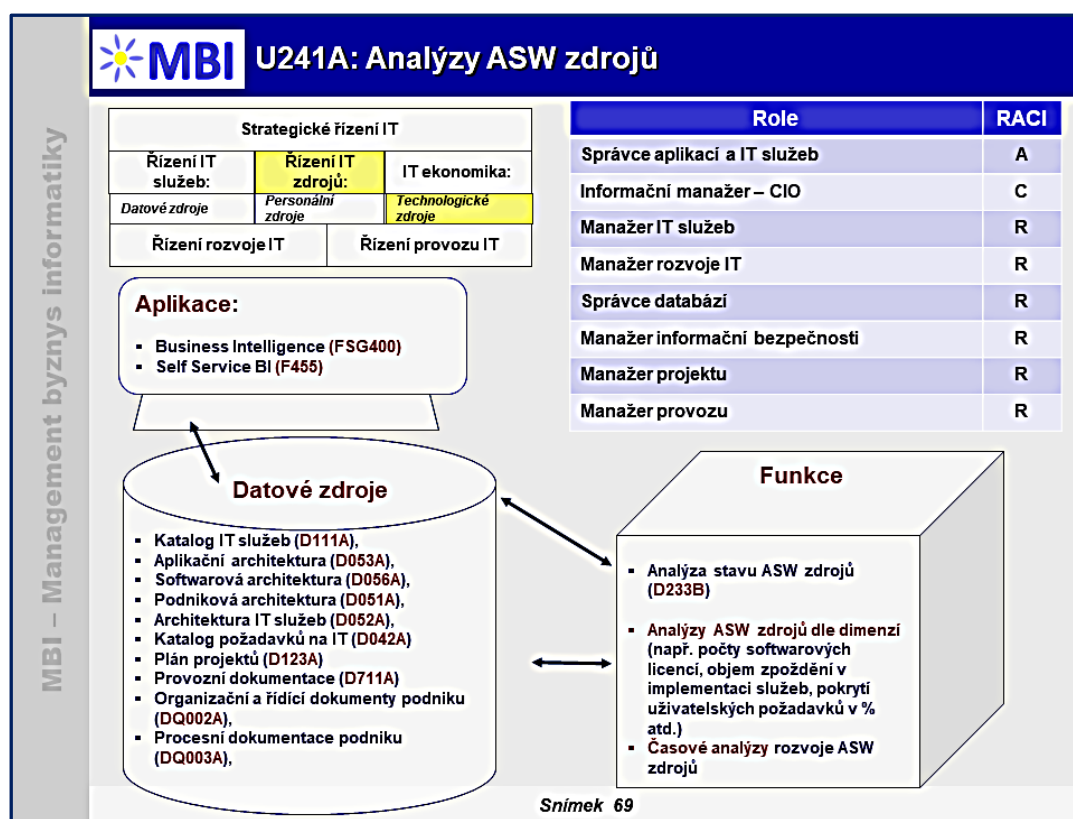 MBI
U241A: Analýzy ASW zdrojů
MBI – Management byznys informatiky
Strategické řízení IT
Řízení IT
služeb:
Řízení IT
zdrojů:
IT ekonomika:
Datové zdroje
Personální
zdroje
Technologické
zdroje
Řízení rozvoje IT
Řízení provozu IT
Role RACI
Správce aplikací a IT služeb A
Informační manažer – CIO C
Manažer IT služeb R
Manažer rozvoje IT R
Správce databází R
Manažer informační bezpečnosti R
Manažer projektu R
Manažer provozu R
Aplikace:
▪ Business Intelligence (FSG400)
▪ Self Service BI (F455)
Datové zdroje
▪ Katalog IT služeb (D111A),
▪ Aplikační architektura (D053A),
▪ Softwarová architektura (D056A),
▪ Podniková architektura (D051A),
▪ Architektura IT služeb (D052A),
▪ Katalog požadavků na IT (D042A)
▪ Plán projektů (D123A)
▪ Provozní dokumentace (D711A)
▪ Organizační a řídící dokumenty podniku
(DQ002A),
▪ Procesní dokumentace podniku
(DQ003A),
Funkce
▪ Analýza stavu ASW zdrojů
(D233B)
▪ Analýzy ASW zdrojů dle dimenzí
(např. počty softwarových
licencí, objem zpoždění v
implementaci služeb, pokrytí
uživatelských požadavků v %
atd.)
▪ Časové analýzy rozvoje ASW
zdrojů
Snímek 69